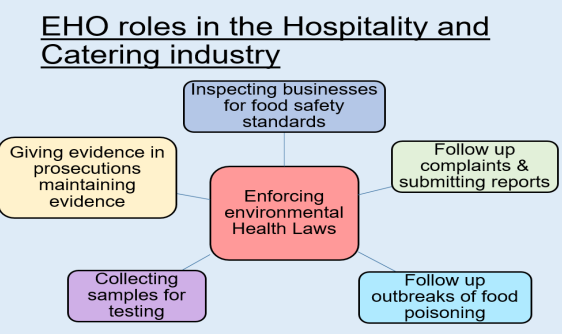 EHO roles in the Hospitality and
Catering industry
Inspecting businesses
for food safety
standards
Giving evidence in
prosecutions
maintaining
evidence
Follow up
complaints &
submitting reports
Enforcing
environmental
Health Laws
Collecting
samples for
testing
Follow up
outbreaks of food
poisoning